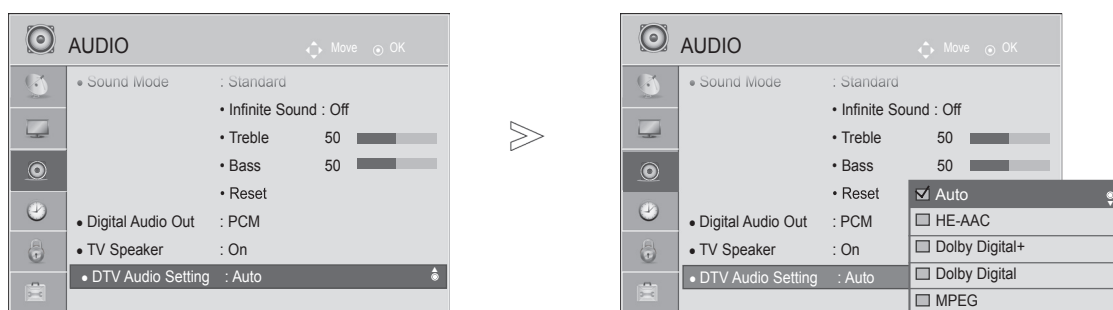 AUDIO
Move OK
• Sound Mode : Standard
• Infinite Sound : Off
• Treble 50
• Bass 50
• Reset
● Digital Audio Out : PCM
● TV Speaker : On
● DTV Audio Setting : Auto
AUDIO
Move OK
• Sound Mode : Standard
• Infinite Sound : Off
• Treble 50
• Bass 50
• Reset
● Digital Audio Out : PCM
● TV Speaker : On
● DTV Audio Setting : Auto
Auto
HE-AAC
Dolby Digital+
Dolby Digital
MPEG